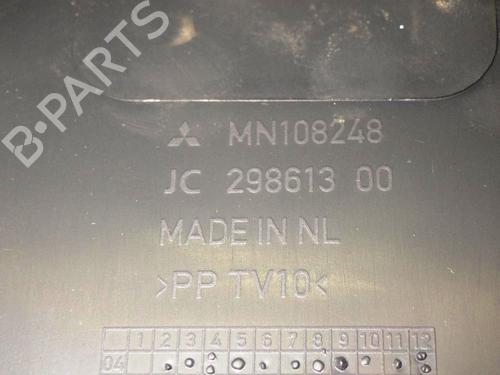 B-PARTS
MN108248
JC 298613 00
MADE IN NL
>PP TV10<
1 2 3 4 5 6 7 8 9 10 11 12
04